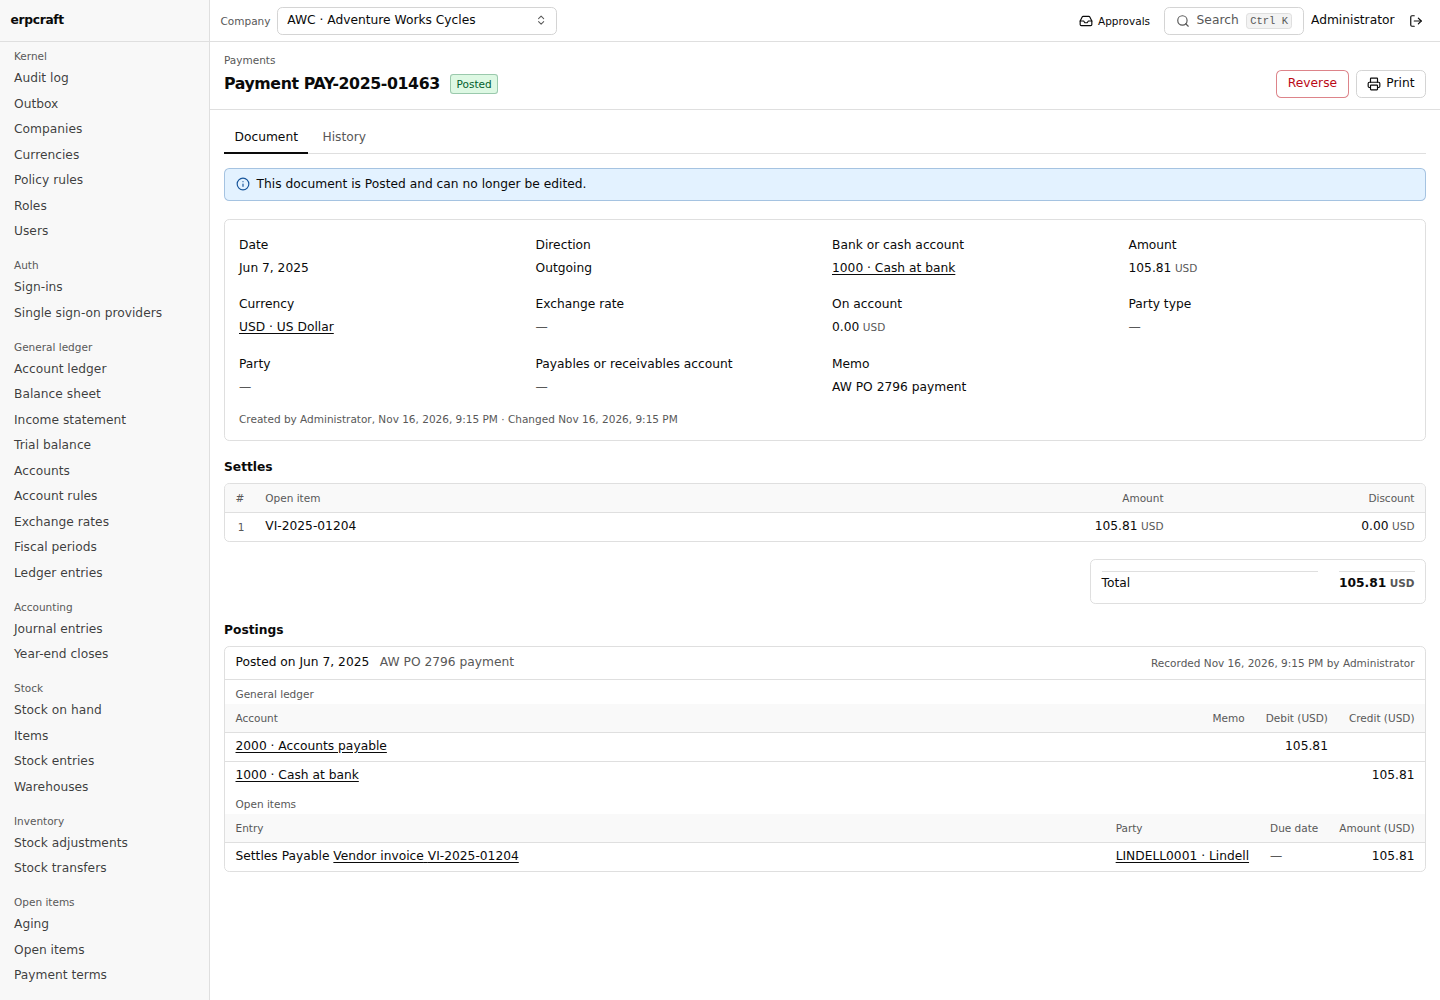 erpcraft
Company AWC · Adventure Works Cycles Approvals Search Ctrl K Administrator
Kernel
Audit log
Outbox
Companies
Currencies
Policy rules
Roles
Users
Auth
Sign-ins
Single sign-on providers
General ledger
Account ledger
Balance sheet
Income statement
Trial balance
Accounts
Account rules
Exchange rates
Fiscal periods
Ledger entries
Accounting
Journal entries
Year-end closes
Stock
Stock on hand
Items
Stock entries
Warehouses
Inventory
Stock adjustments
Stock transfers
Open items
Aging
Open items
Payment terms
Payments
Payment PAY-2025-01463 Posted Reverse Print
Document History
This document is Posted and can no longer be edited.
Date Direction Bank or cash account Amount
Jun 7, 2025 Outgoing 1000 · Cash at bank 105.81 USD
Currency Exchange rate On account Party type
USD · US Dollar — 0.00 USD —
Party Payables or receivables account Memo
— — AW PO 2796 payment
Created by Administrator, Nov 16, 2026, 9:15 PM · Changed Nov 16, 2026, 9:15 PM
Settles
# Open item Amount Discount
1 VI-2025-01204 105.81 USD 0.00 USD
Total 105.81 USD
Postings
Posted on Jun 7, 2025 AW PO 2796 payment Recorded Nov 16, 2026, 9:15 PM by Administrator
General ledger
Account Memo Debit (USD) Credit (USD)
2000 · Accounts payable 105.81
1000 · Cash at bank 105.81
Open items
Entry Party Due date Amount (USD)
Settles Payable Vendor invoice VI-2025-01204 LINDELL0001 · Lindell — 105.81